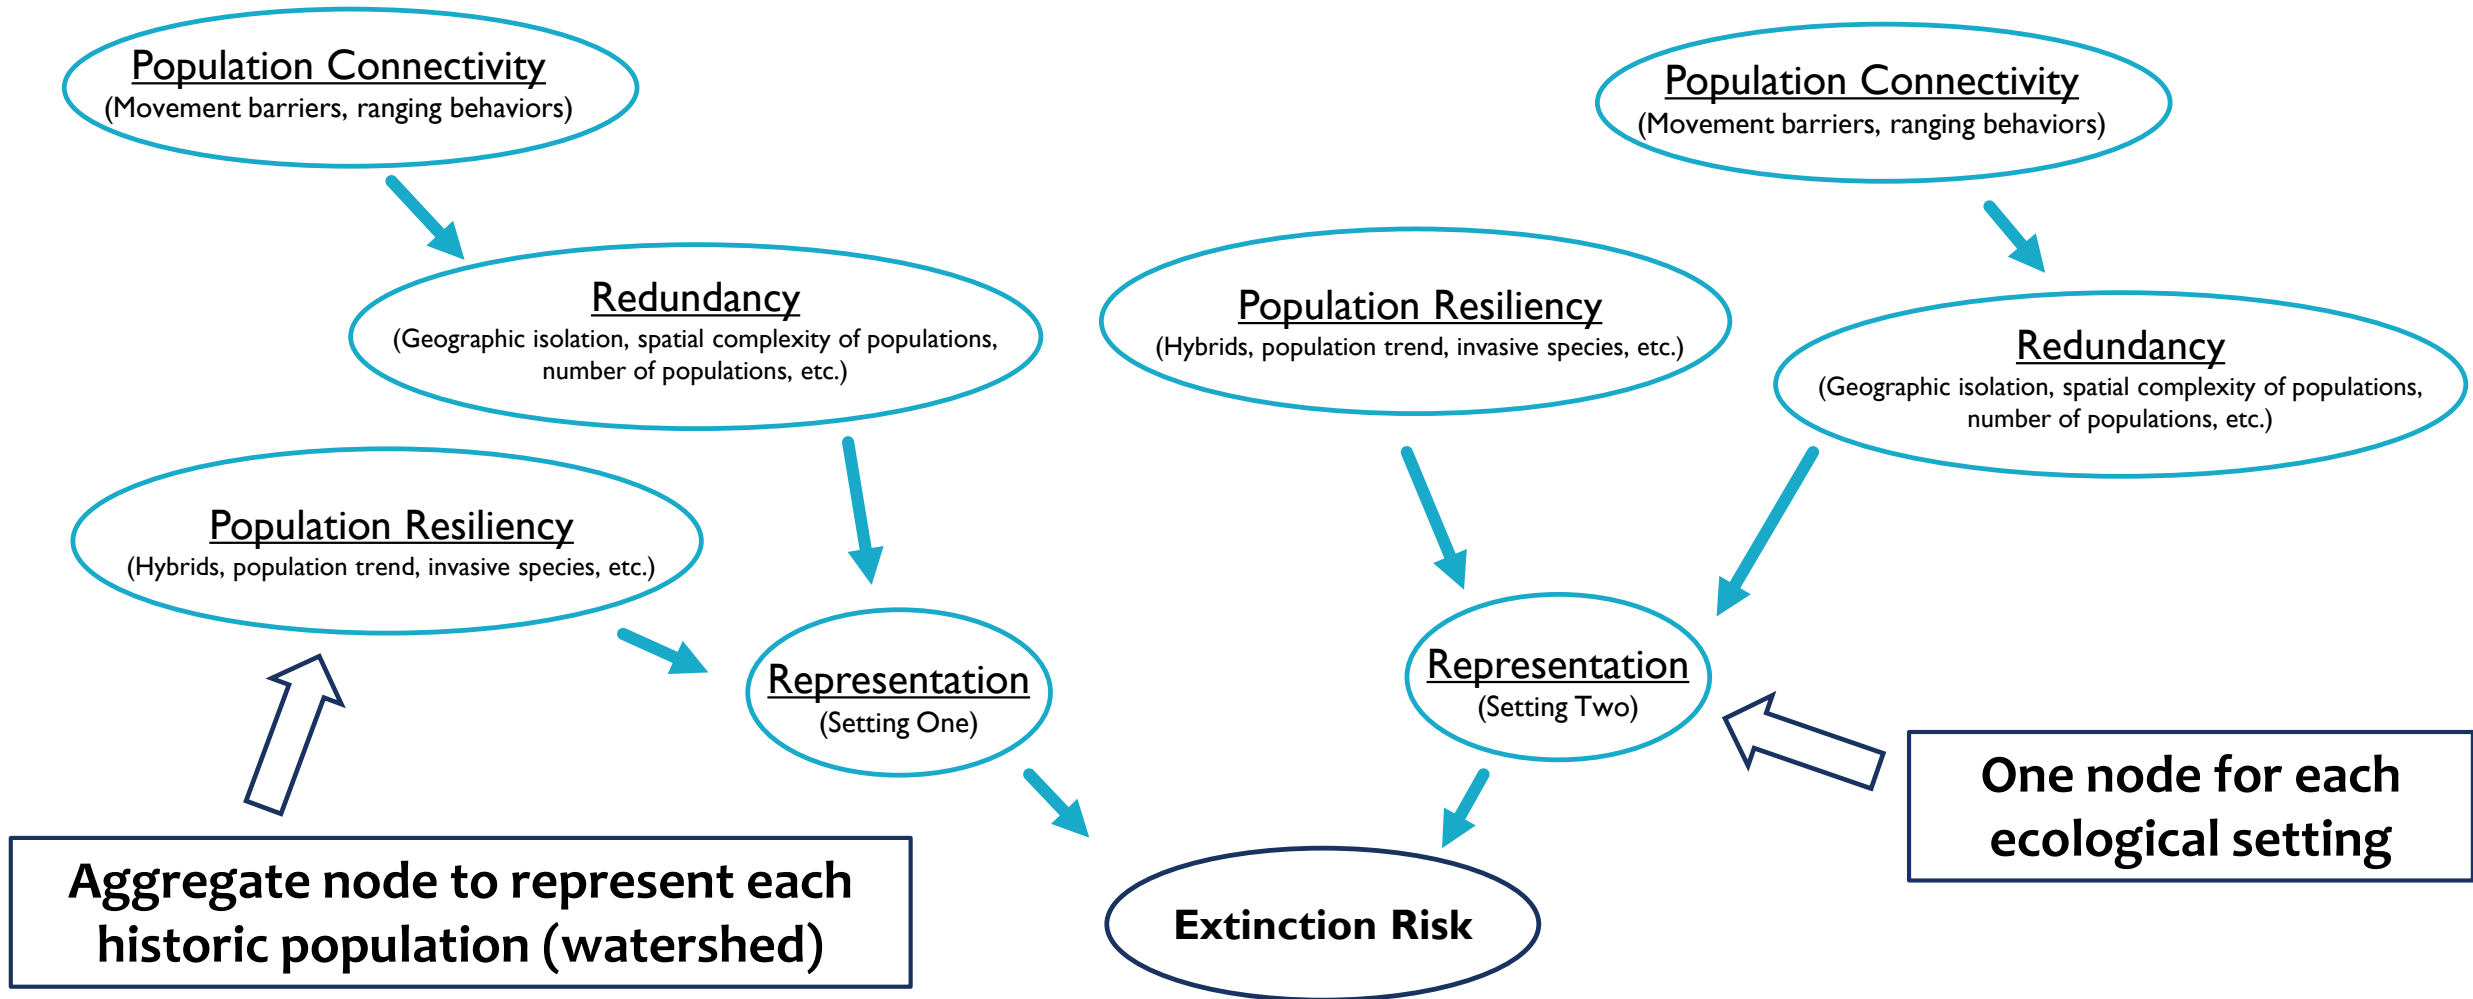 Population Connectivity
(Movement barriers, ranging behaviors)
Population Connectivity
(Movement barriers, ranging behaviors)
Redundancy
(Geographic isolation, spatial complexity of populations,
number of populations, etc.)
Population Resiliency
(Hybrids, population trend, invasive species, etc.)
Redundancy
(Geographic isolation, spatial complexity of populations,
number of populations, etc.)
Population Resiliency
(Hybrids, population trend, invasive species, etc.)
Representation
(Setting One)
Representation
(Setting Two)
One node for each
ecological setting
Aggregate node to represent each
historic population (watershed)
Extinction Risk